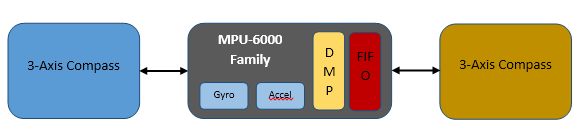 3-Axis Compass
MPU-6000
Family
Gyro
Accel
D
M
P
FIF
O
3-Axis Compass